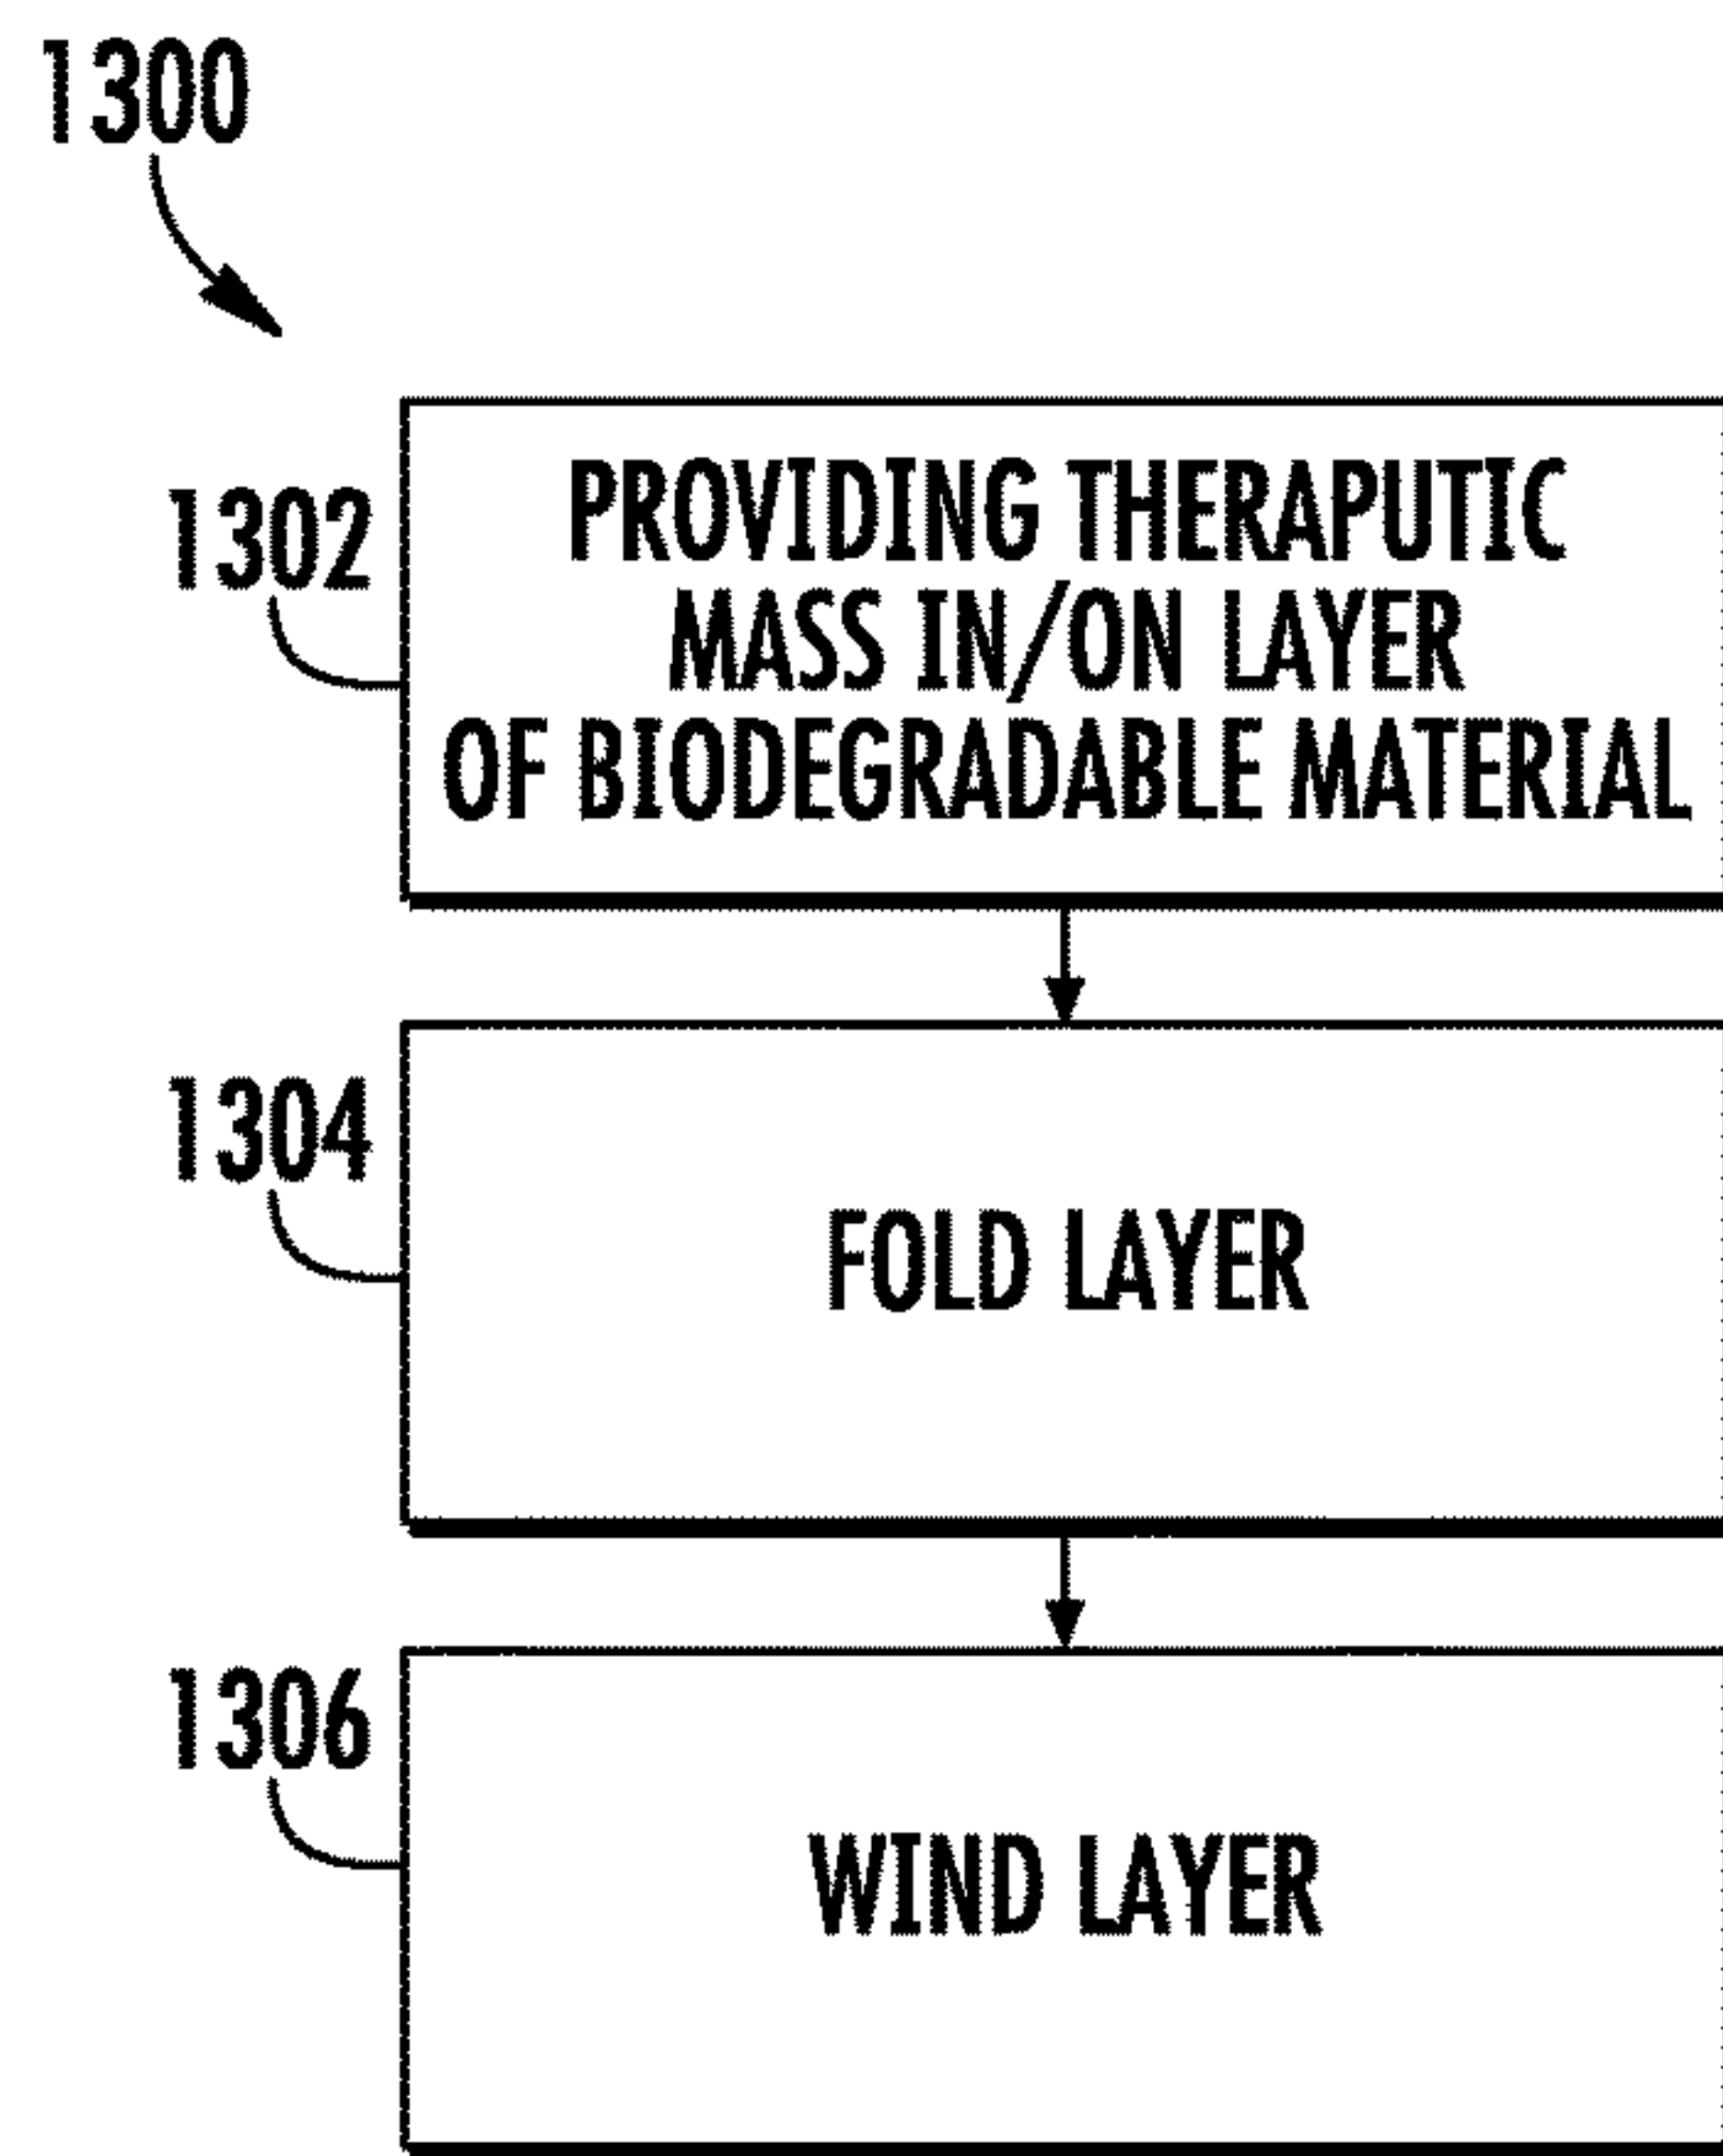 1300
1302
PROVIDING THERAPUTIC
MASS IN/ON LAYER
OF BIODEGRADABLE MATERIAL
1304
FOLD LAYER
1306
WIND LAYER